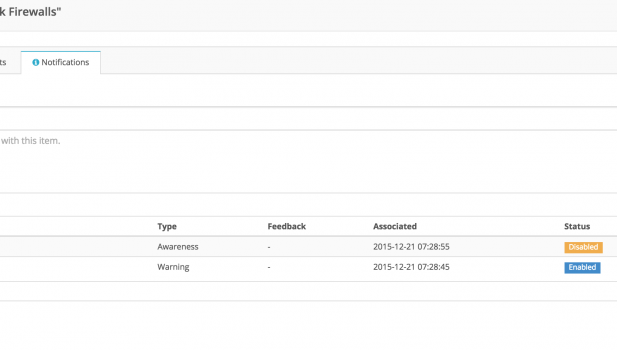 k Firewalls"
ts Notifications
with this item.
Type Feedback Associated Status
Awareness - 2015-12-21 07:28:55 Disabled
Warning - 2015-12-21 07:28:45 Enabled